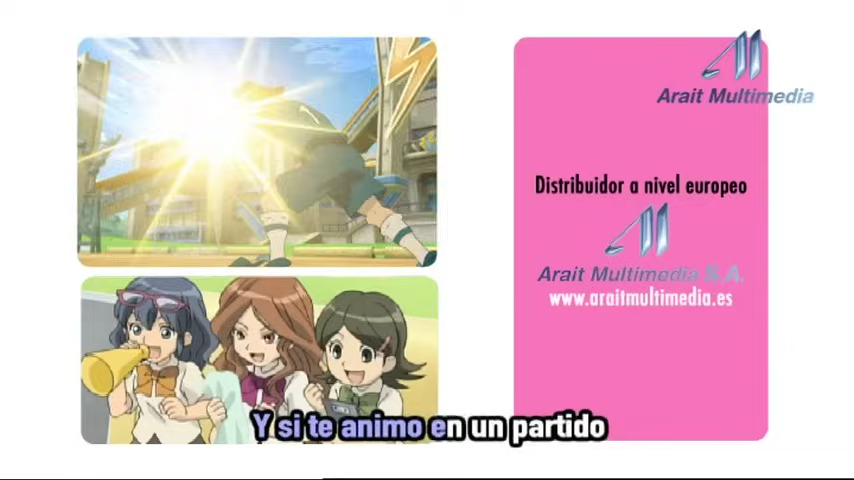 Arait Multimedia
Distribuidor a nivel europeo
Arait Multimedia S.A.
www.araitmultimedia.es
Y si te animo en un partido